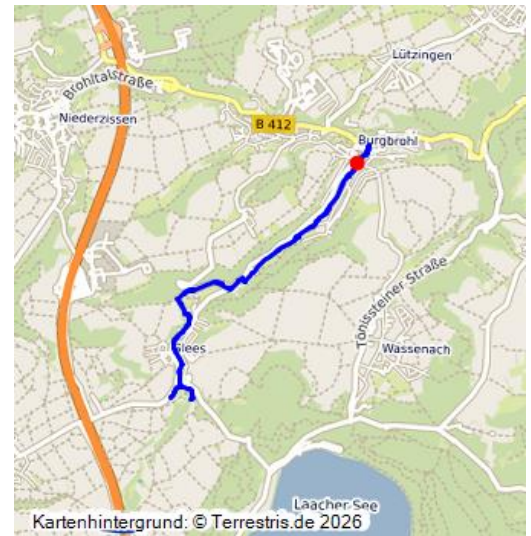 Lützingen
Brohltalstraße
Niederzissen
B 412
Burgbrohl
Tönissteiner Straße
Glees
Wassenach
Laacher See
Kartenhintergrund: © Terrestris.de 2026